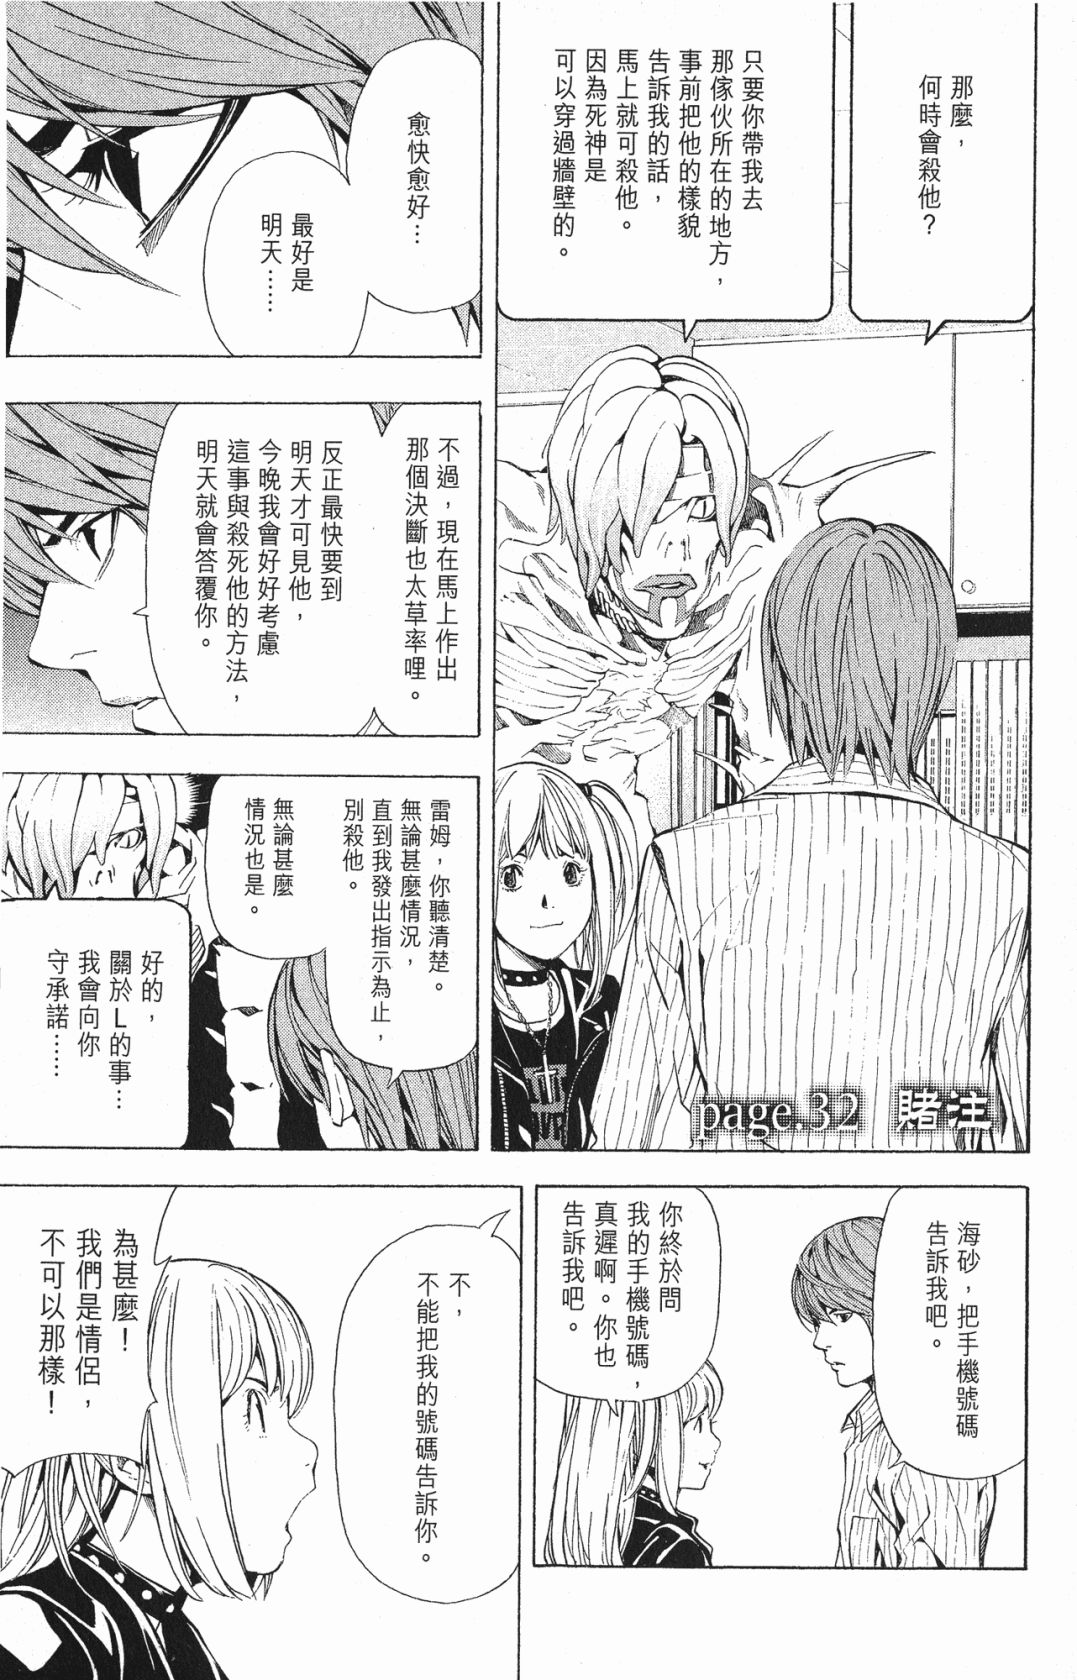 那麼，
何時會殺他？
只要你帶我去
那傢伙所在的地方，
事前把他的樣貌
告訴我的話，
馬上就可殺他。
因為死神是
可以穿過牆壁的。
page.32 賭注
愈快愈好…
最好是
明天……
不過，現在馬上作出
那個決斷也太草率哩。
反正最快要到
明天才可見他，
今晚我會好好考慮
這事與殺死他的方法，
明天就會答覆你。
雷姆，你聽清楚。
無論甚麼情況，
直到我發出指示為止，
別殺他。
無論甚麼
情況也是。
好的，
關於L的事…
我會向你
守承諾……
海砂，把手機號碼
告訴我吧。
你終於問
我的手機號碼，
真遲啊。你也
告訴我吧。
不，
不能把我的號碼告訴你。
為甚麼！
我們是情侶，
不可以那樣！